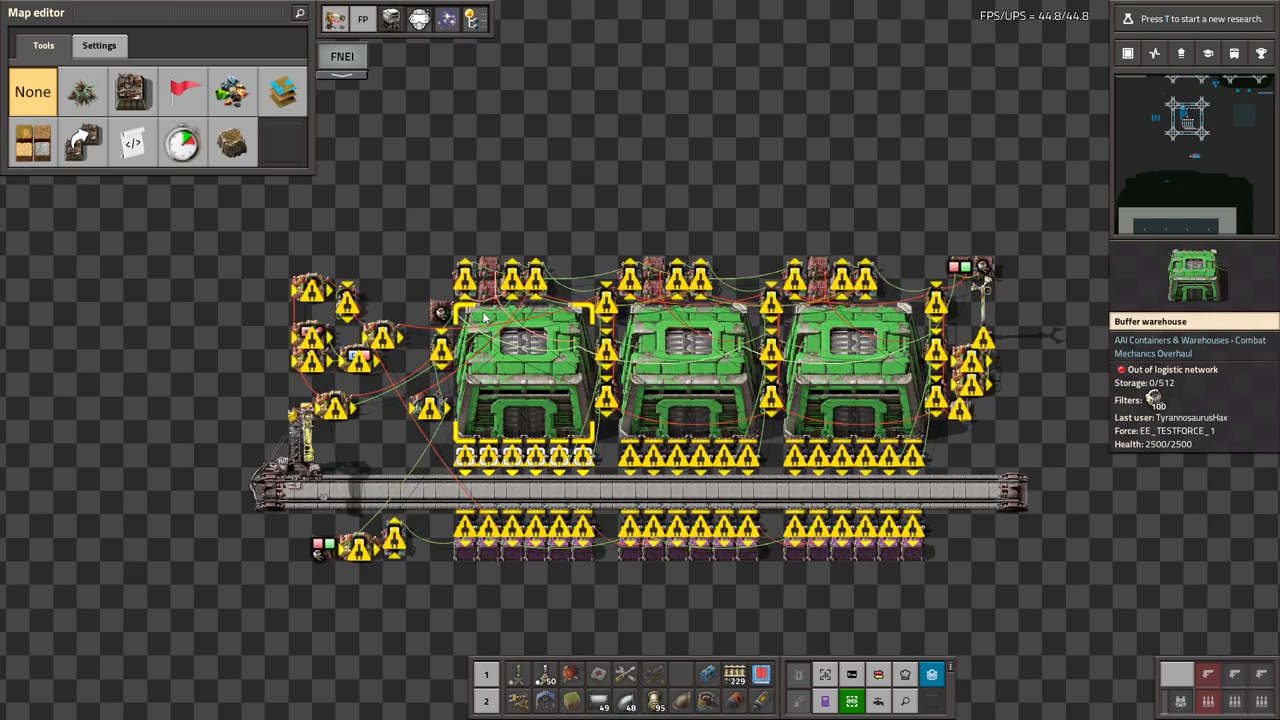 Map editor
Tools
Settings
None
</>
FP
FNEI
FPS/UPS = 44.8/44.8
Press T to start a new research.
Buffer warehouse
AAI Containers & Warehouses › Combat
Mechanics Overhaul
Out of logistic network
Storage: 0/512
Filters:
100
Last user: TyrannosaurusHax
Force: EE_TESTFORCE_1
Health: 2500/2500
1
50
229
2
49
48
95